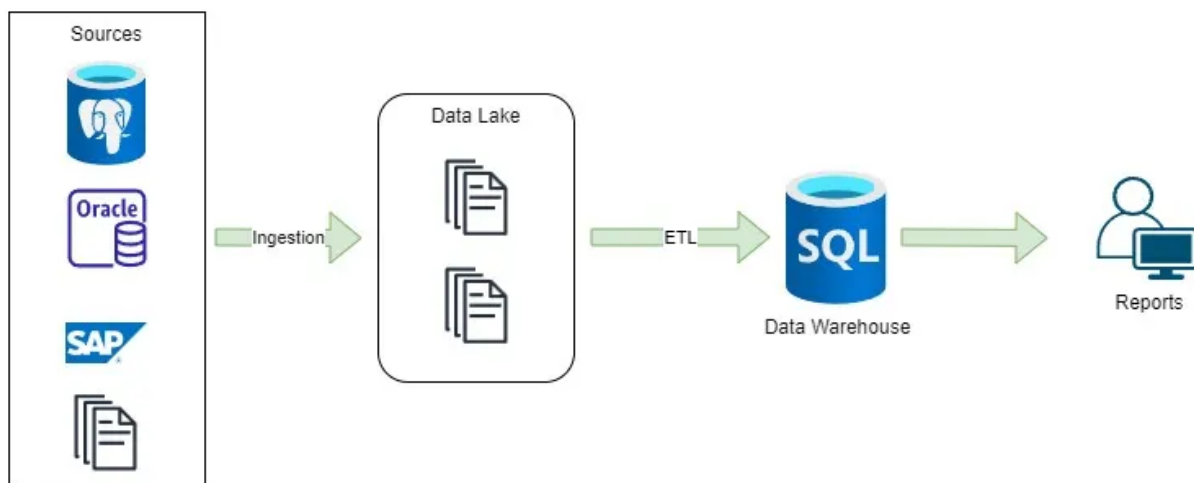 Sources
Oracle
SAP
Ingestion
Data Lake
ETL
SQL
Data Warehouse
Reports